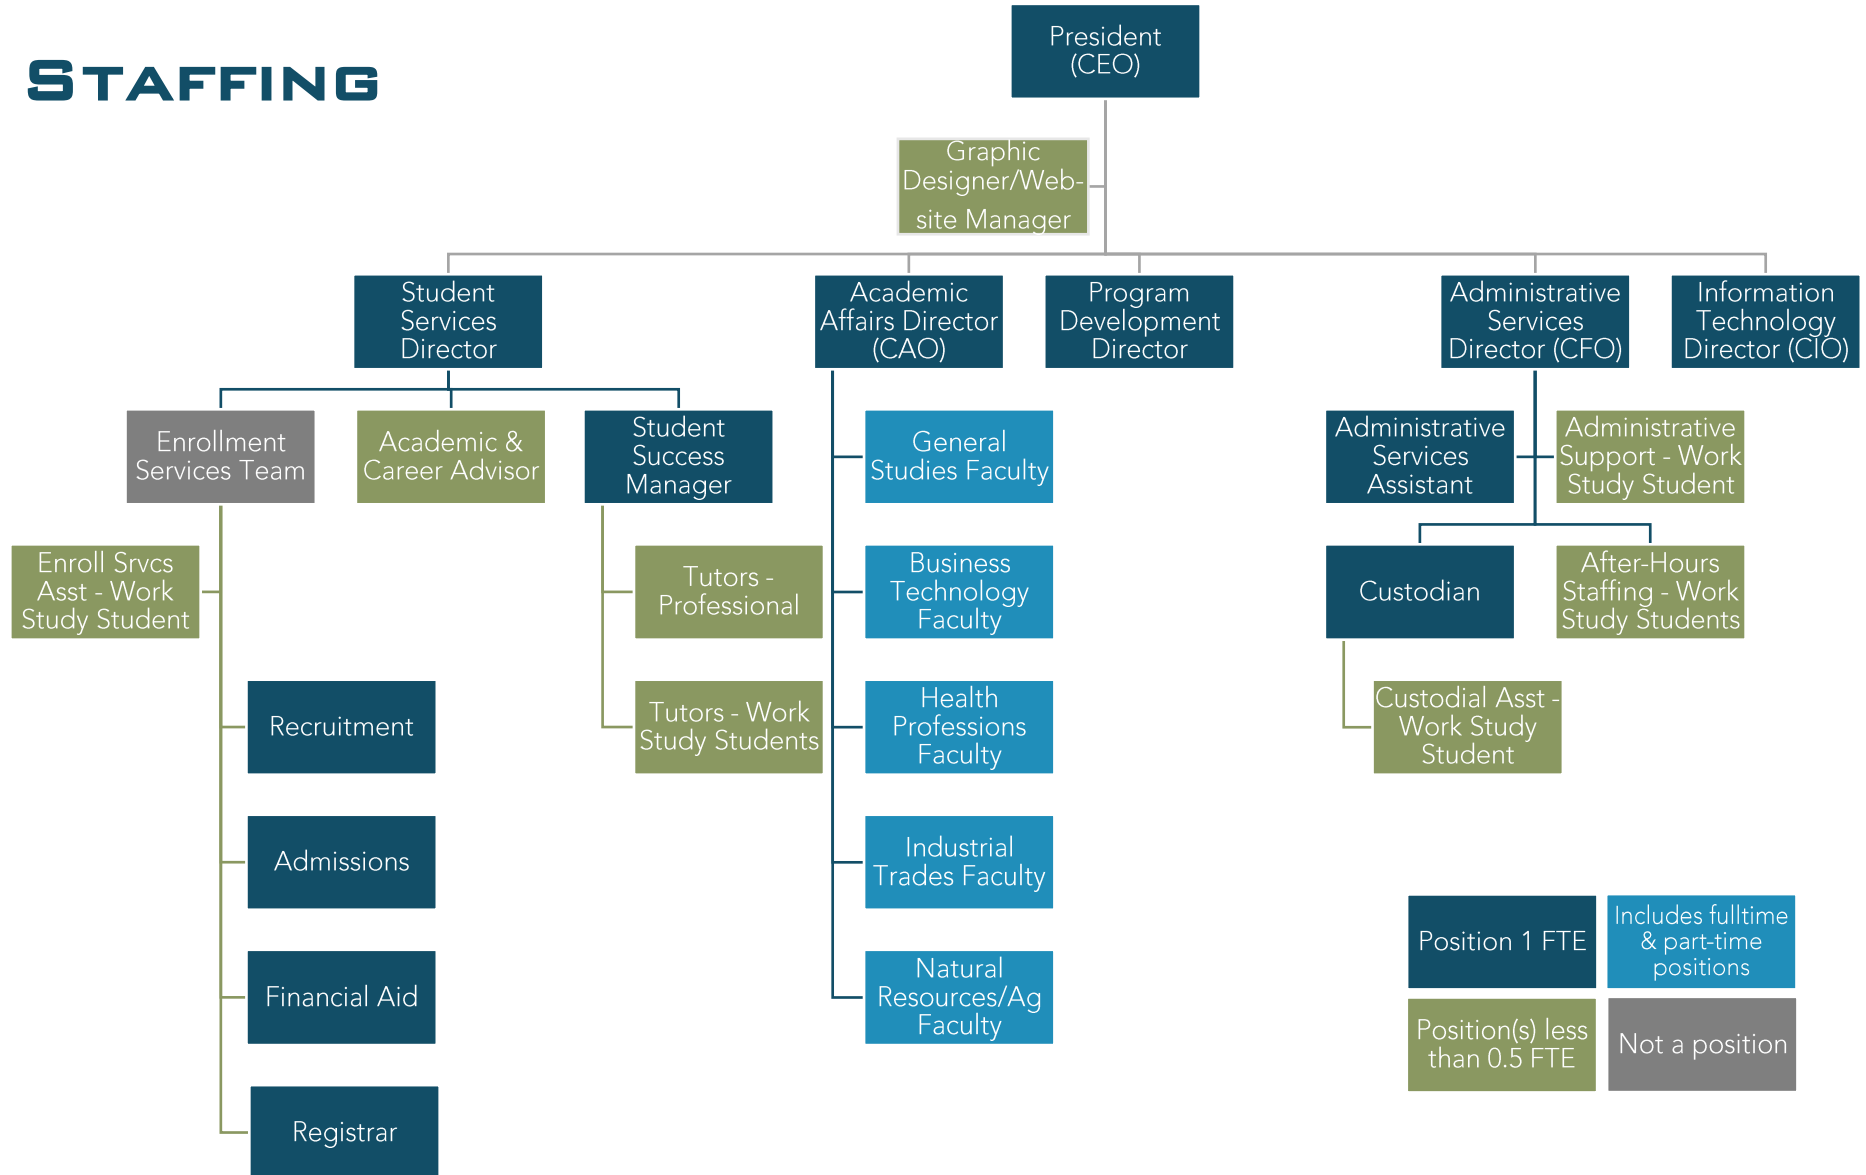 STAFFING
President
(CEO)
Graphic
Designer/Web-
site Manager
Student
Services
Director
Academic
Affairs Director
(CAO)
Program
Development
Director
Administrative
Services
Director (CFO)
Information
Technology
Director (CIO)
Enrollment
Services Team
Academic &
Career Advisor
Student
Success
Manager
General
Studies Faculty
Administrative
Services
Assistant
Administrative
Support - Work
Study Student
Enroll Srvcs
Asst - Work
Study Student
Tutors -
Professional
Business
Technology
Faculty
Custodian
After-Hours
Staffing - Work
Study Students
Recruitment
Tutors - Work
Study Students
Health
Professions
Faculty
Custodial Asst -
Work Study
Student
Admissions
Industrial
Trades Faculty
Financial Aid
Natural
Resources/Ag
Faculty
Registrar
Position 1 FTE
Includes fulltime
& part-time
positions
Position(s) less
than 0.5 FTE
Not a position